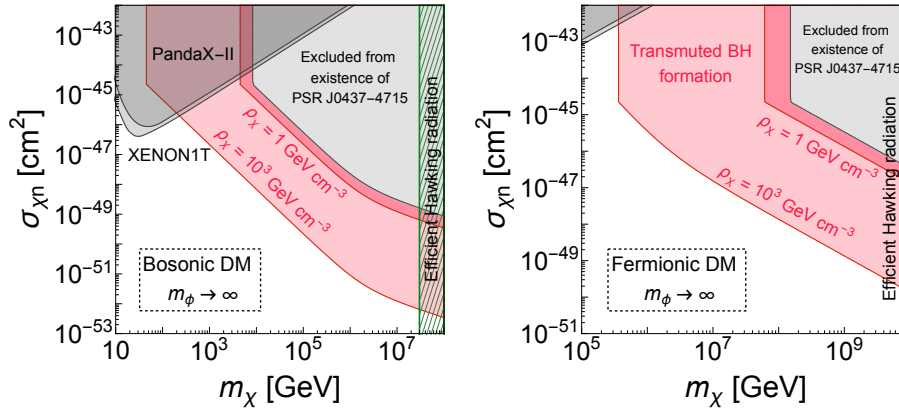 10⁻⁴³
10⁻⁴⁵
10⁻⁴⁷
10⁻⁴⁹
10⁻⁵¹
10⁻⁵³
σχn [cm²]
PandaX-II
XENON1T
Excluded from
existence of
PSR J0437-4715
ρχ = 1 GeV cm⁻³
ρχ = 10³ GeV cm⁻³
Efficient Hawking radiation
Bosonic DM
mϕ → ∞
10
10³
10⁵
10⁷
mχ [GeV]
10⁻⁴³
10⁻⁴⁵
10⁻⁴⁷
10⁻⁴⁹
10⁻⁵¹
σχn [cm²]
Transmuted BH
formation
Excluded from
existence of
PSR J0437-4715
ρχ = 1 GeV cm⁻³
ρχ = 10³ GeV cm⁻³
Efficient Hawking radiation
Fermionic DM
mϕ → ∞
10⁵
10⁷
10⁹
mχ [GeV]